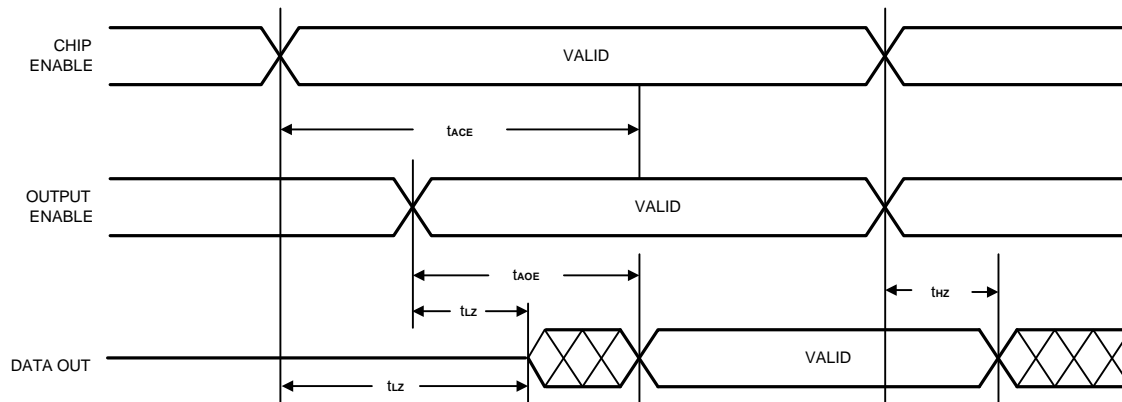 CHIP
ENABLE
VALID
tACE
OUTPUT
ENABLE
VALID
tAOE
tHZ
tLZ
DATA OUT
VALID
tLZ